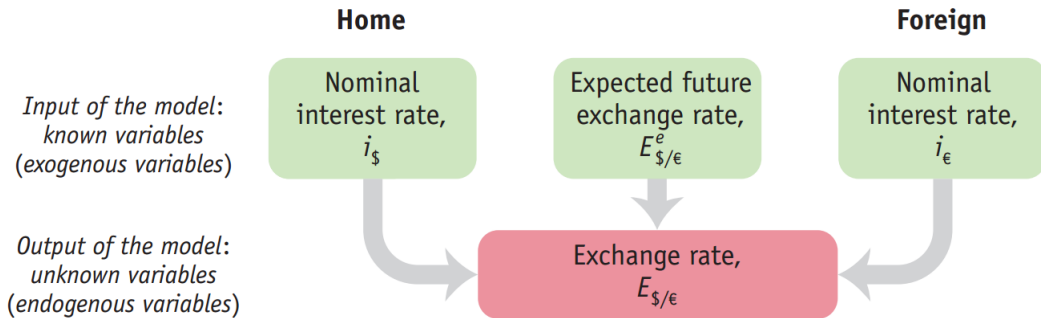 Home
Foreign
Input of the model:
known variables
(exogenous variables)
Nominal
interest rate,
i$
Expected future
exchange rate,
E^e_$/€
Nominal
interest rate,
i€
Output of the model:
unknown variables
(endogenous variables)
Exchange rate,
E$/€